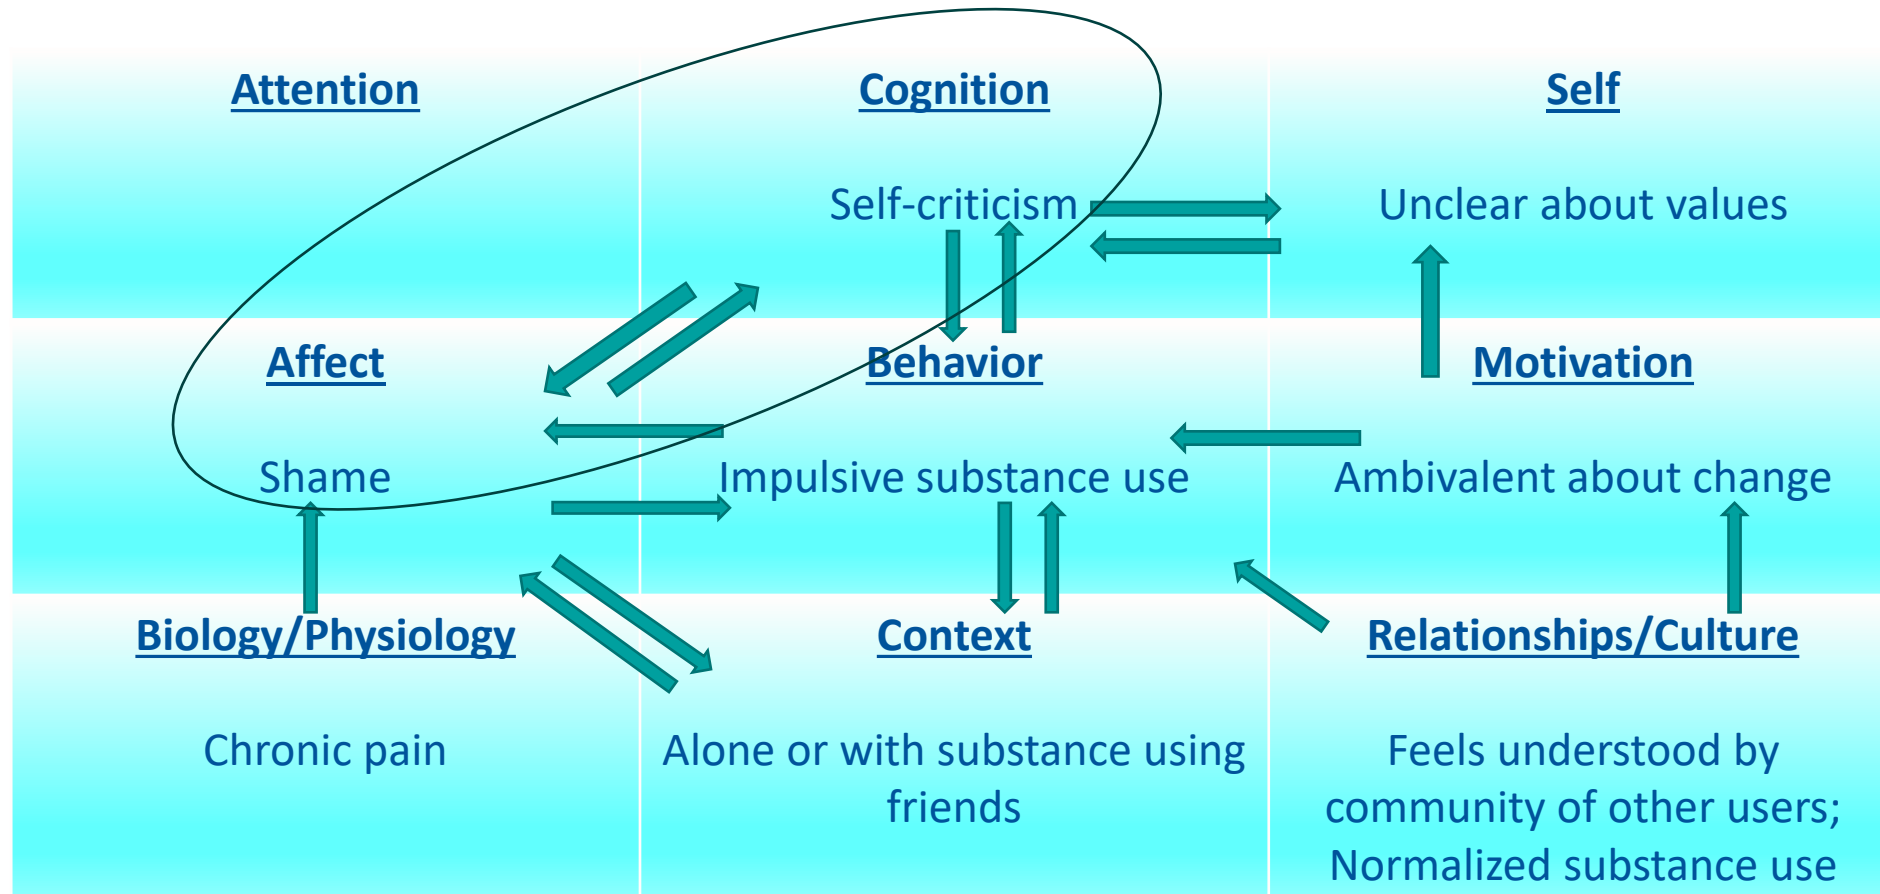 Attention
Cognition
Self
Self-criticism
Unclear about values
Affect
Behavior
Motivation
Shame
Impulsive substance use
Ambivalent about change
Biology/Physiology
Context
Relationships/Culture
Chronic pain
Alone or with substance using
friends
Feels understood by
community of other users;
Normalized substance use